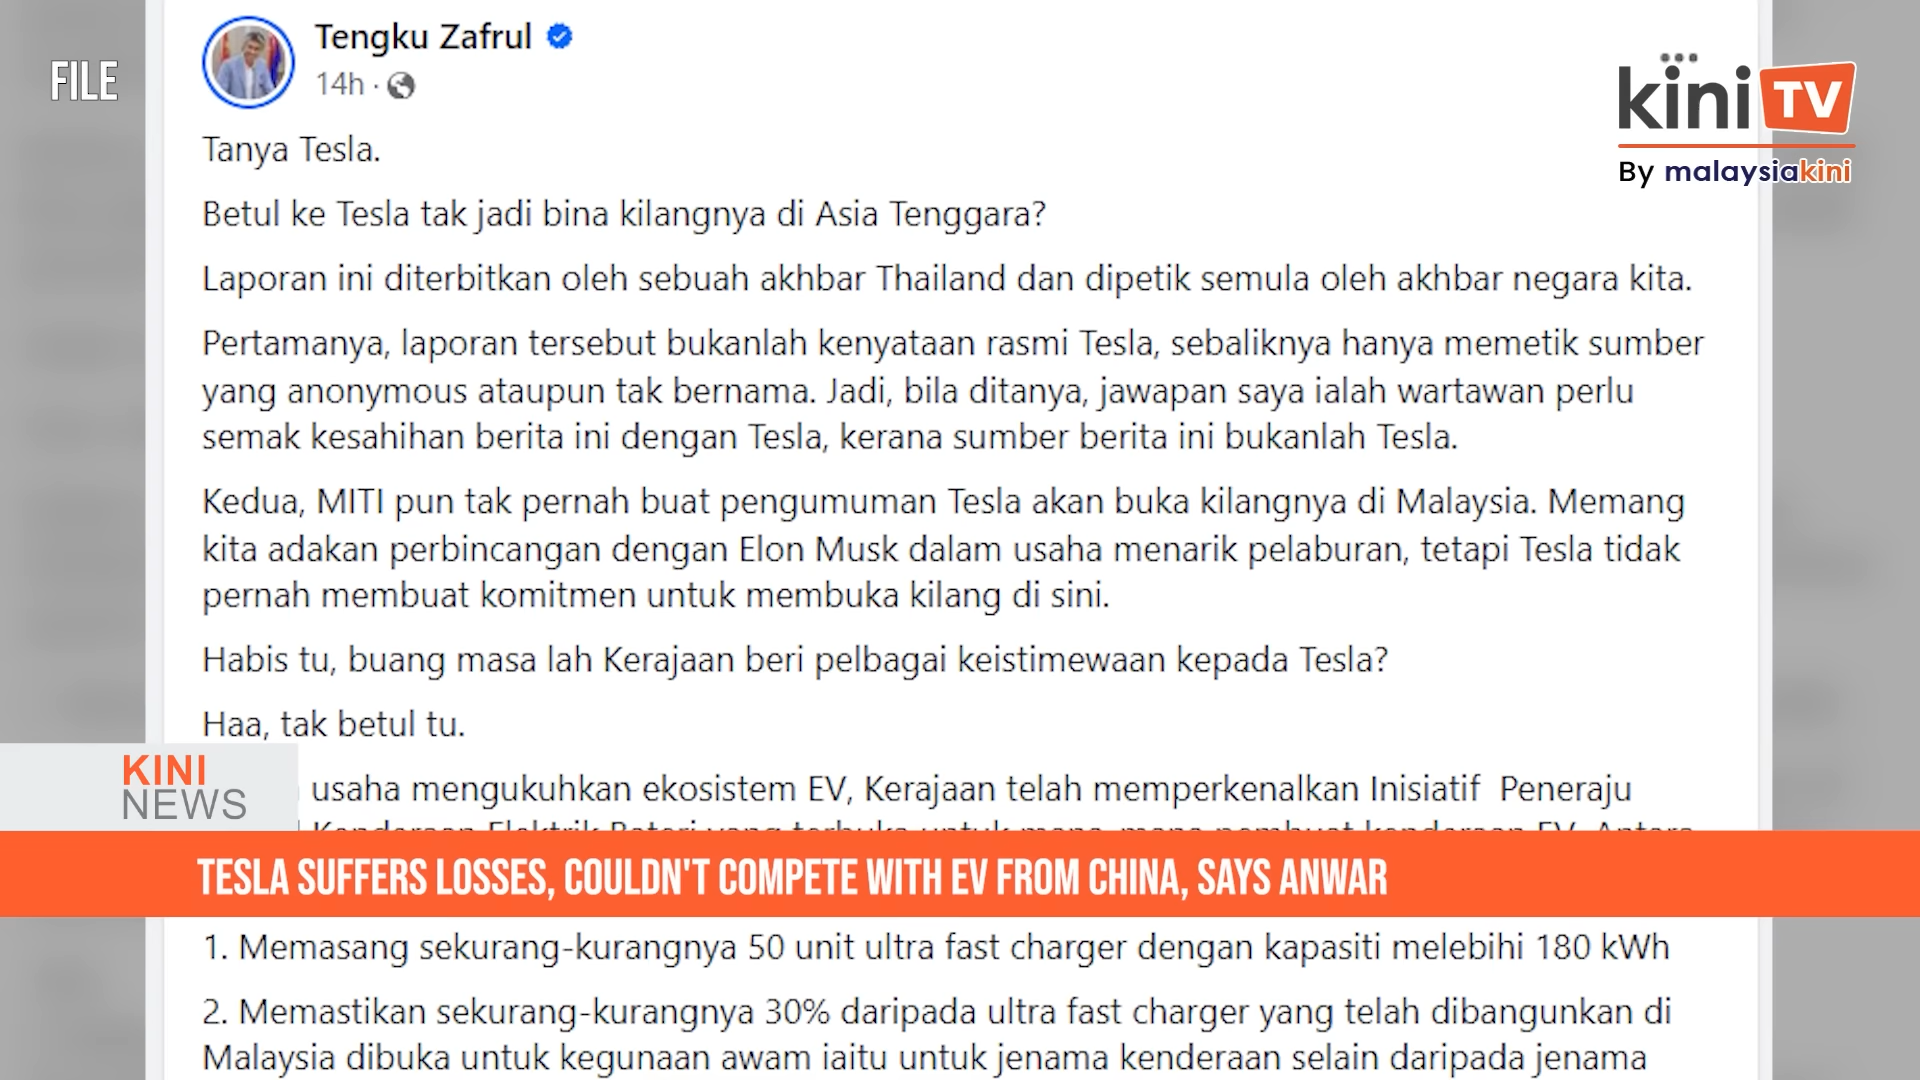 FILE
Tengku Zafrul
14h ·
kini TV
By malaysiakini
Tanya Tesla.
Betul ke Tesla tak jadi bina kilangnya di Asia Tenggara?
Laporan ini diterbitkan oleh sebuah akhbar Thailand dan dipetik semula oleh akhbar negara kita.
Pertamanya, laporan tersebut bukanlah kenyataan rasmi Tesla, sebaliknya hanya memetik sumber
yang anonymous ataupun tak bernama. Jadi, bila ditanya, jawapan saya ialah wartawan perlu
semak kesahihan berita ini dengan Tesla, kerana sumber berita ini bukanlah Tesla.
Kedua, MITI pun tak pernah buat pengumuman Tesla akan buka kilangnya di Malaysia. Memang
kita adakan perbincangan dengan Elon Musk dalam usaha menarik pelaburan, tetapi Tesla tidak
pernah membuat komitmen untuk membuka kilang di sini.
Habis tu, buang masa lah Kerajaan beri pelbagai keistimewaan kepada Tesla?
Haa, tak betul tu.
KINI
NEWS
usaha mengukuhkan ekosistem EV, Kerajaan telah memperkenalkan Inisiatif Peneraju
TESLA SUFFERS LOSSES, COULDN'T COMPETE WITH EV FROM CHINA, SAYS ANWAR
1. Memasang sekurang-kurangnya 50 unit ultra fast charger dengan kapasiti melebihi 180 kWh
2. Memastikan sekurang-kurangnya 30% daripada ultra fast charger yang telah dibangunkan di
Malaysia dibuka untuk kegunaan awam iaitu untuk jenama kenderaan selain daripada jenama